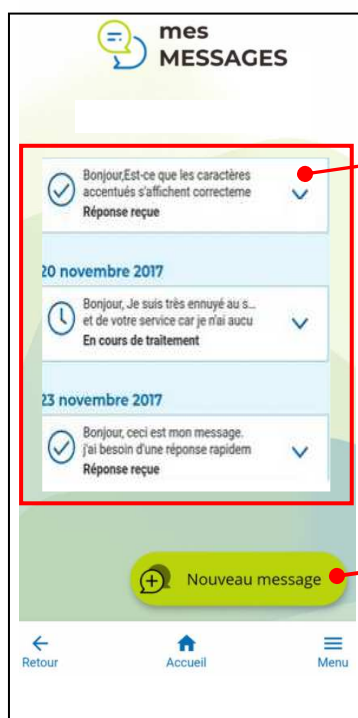 mes
MESSAGES
Bonjour,Est-ce que les caractères
accentués s'affichent correcteme
Réponse reçue
20 novembre 2017
Bonjour, Je suis très ennuyé au s...
et de votre service car je n'ai aucu
En cours de traitement
23 novembre 2017
Bonjour, ceci est mon message.
j'ai besoin d'une réponse rapidem
Réponse reçue
Nouveau message
Retour
Accueil
Menu